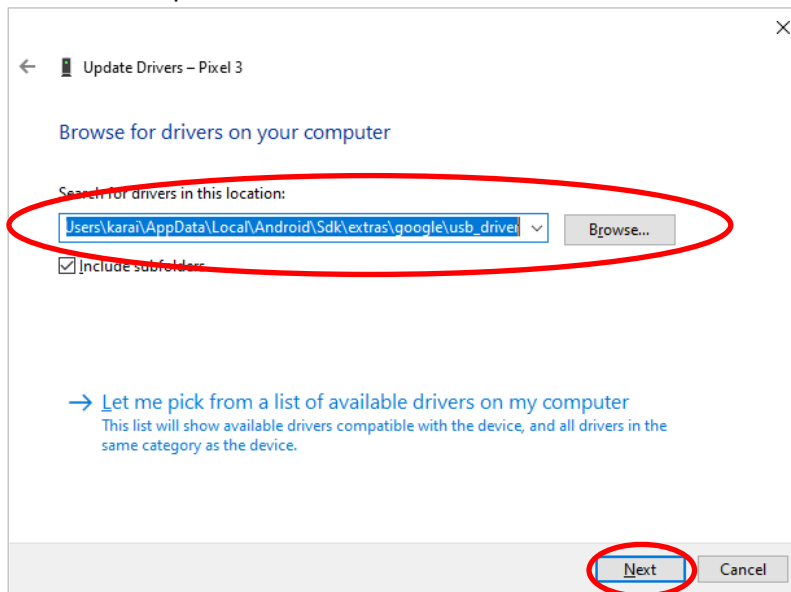 Update Drivers – Pixel 3
Browse for drivers on your computer
Search for drivers in this location:
Users\karai\AppData\Local\Android\Sdk\extras\google\usb_driver
Browse...
Include subfolders
Let me pick from a list of available drivers on my computer
This list will show available drivers compatible with the device, and all drivers in the
same category as the device.
Next Cancel